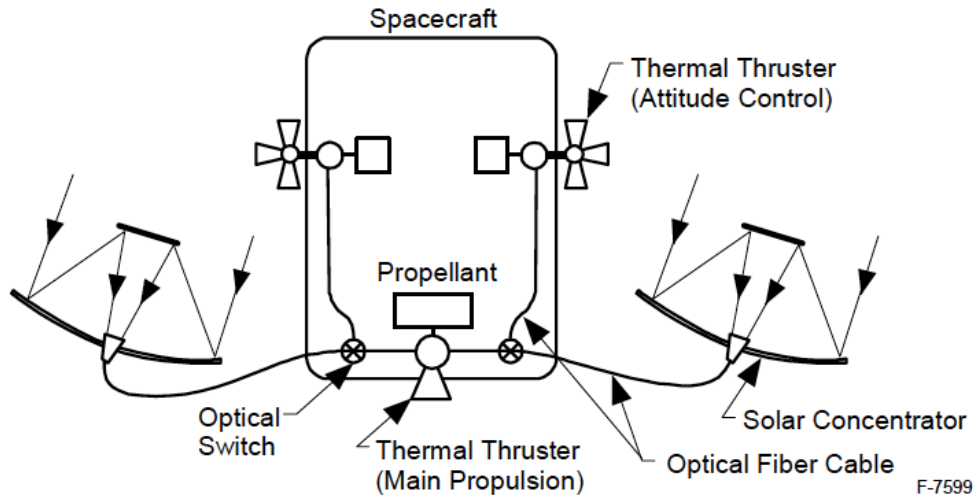 Spacecraft
Thermal Thruster
(Attitude Control)
Propellant
Optical
Switch
Thermal Thruster
(Main Propulsion)
Solar Concentrator
Optical Fiber Cable
F-7599